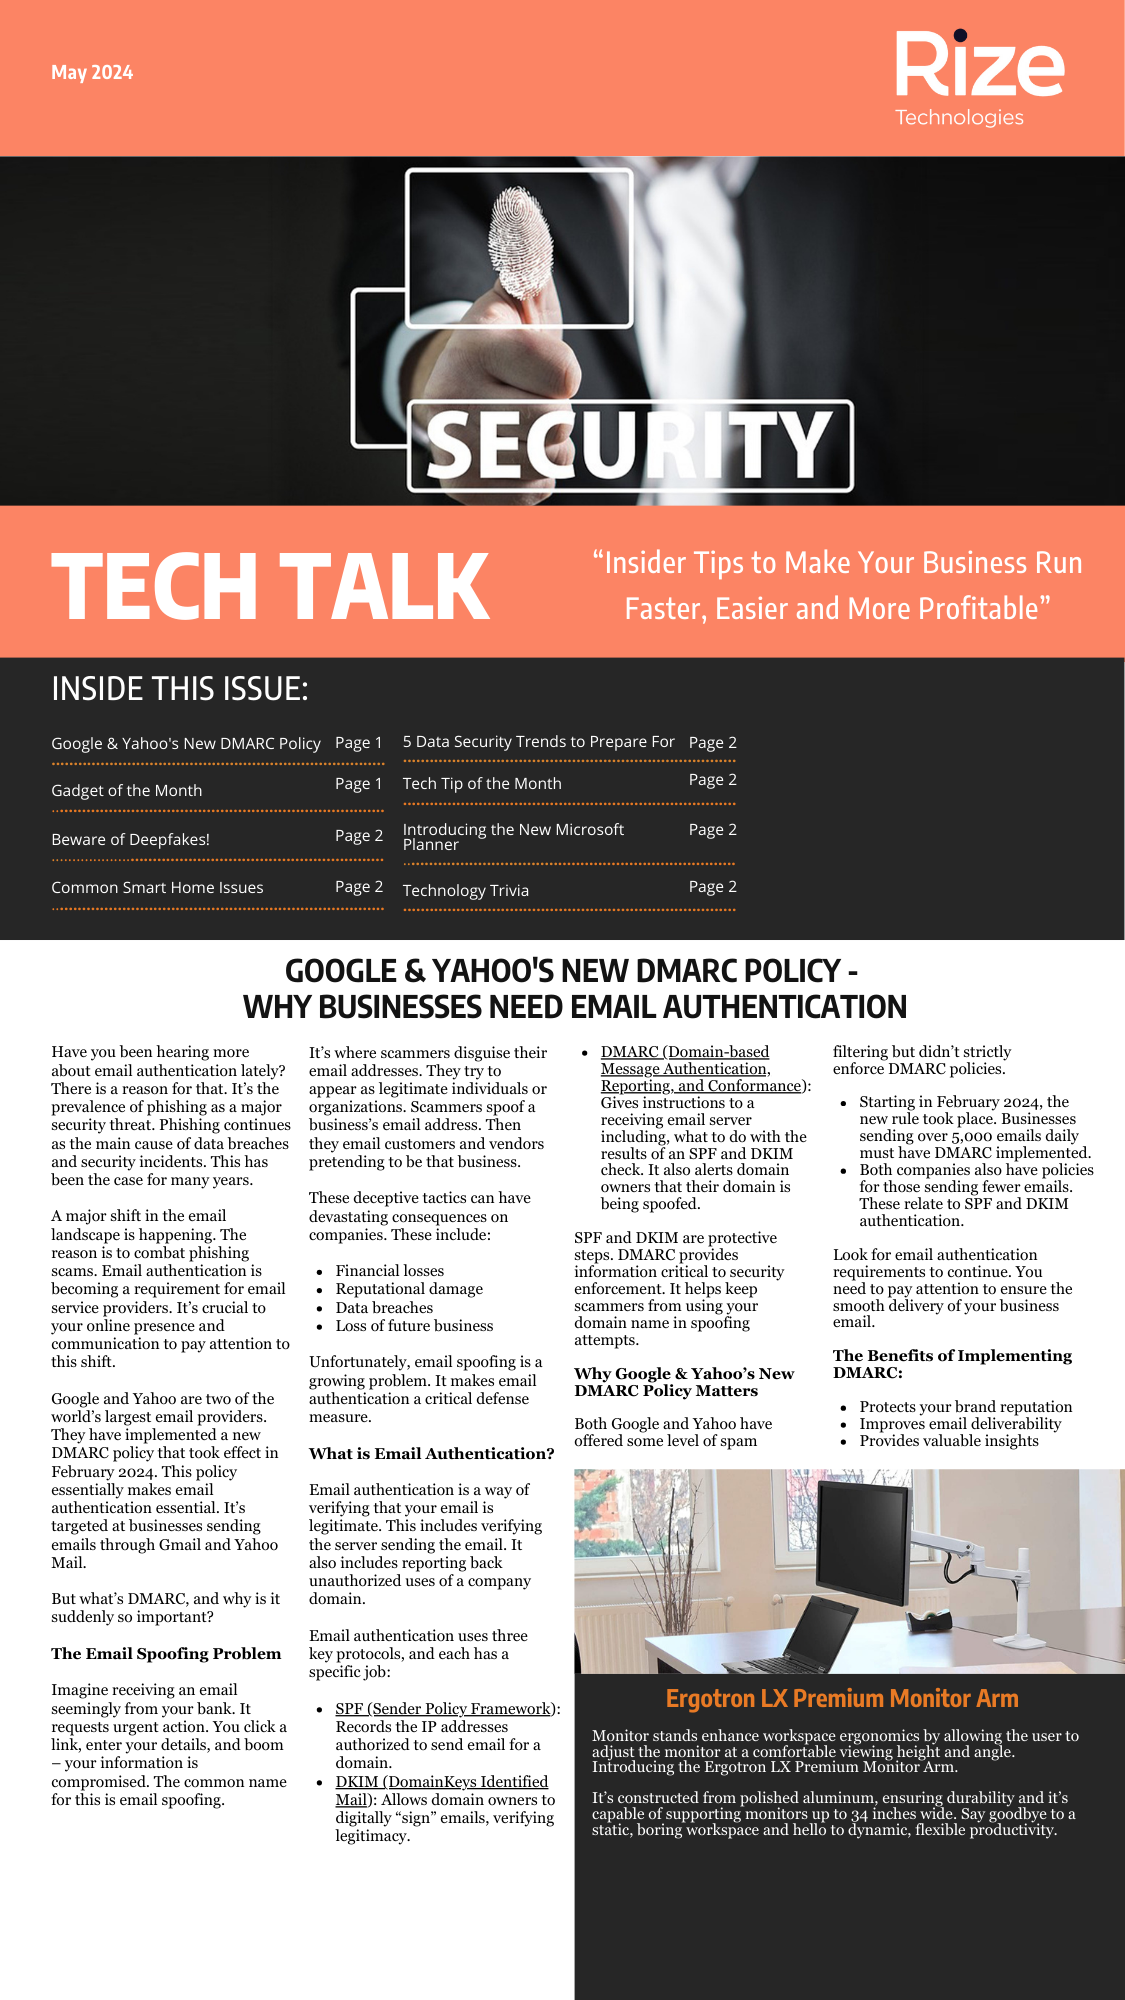 May 2024
Rize
Technologies
SECURITY
TECH TALK
“Insider Tips to Make Your Business Run
Faster, Easier and More Profitable”
INSIDE THIS ISSUE:
Google & Yahoo's New DMARC Policy Page 1
Gadget of the Month Page 1
Beware of Deepfakes! Page 2
Common Smart Home Issues Page 2
5 Data Security Trends to Prepare For Page 2
Tech Tip of the Month Page 2
Introducing the New Microsoft Page 2
Planner
Technology Trivia Page 2
GOOGLE & YAHOO'S NEW DMARC POLICY -
WHY BUSINESSES NEED EMAIL AUTHENTICATION
Have you been hearing more
about email authentication lately?
There is a reason for that. It’s the
prevalence of phishing as a major
security threat. Phishing continues
as the main cause of data breaches
and security incidents. This has
been the case for many years.
A major shift in the email
landscape is happening. The
reason is to combat phishing
scams. Email authentication is
becoming a requirement for email
service providers. It’s crucial to
your online presence and
communication to pay attention to
this shift.
Google and Yahoo are two of the
world’s largest email providers.
They have implemented a new
DMARC policy that took effect in
February 2024. This policy
essentially makes email
authentication essential. It’s
targeted at businesses sending
emails through Gmail and Yahoo
Mail.
But what’s DMARC, and why is it
suddenly so important?
The Email Spoofing Problem
Imagine receiving an email
seemingly from your bank. It
requests urgent action. You click a
link, enter your details, and boom
– your information is
compromised. The common name
for this is email spoofing.
It’s where scammers disguise their
email addresses. They try to
appear as legitimate individuals or
organizations. Scammers spoof a
business’s email address. Then
they email customers and vendors
pretending to be that business.
These deceptive tactics can have
devastating consequences on
companies. These include:
• Financial losses
• Reputational damage
• Data breaches
• Loss of future business
Unfortunately, email spoofing is a
growing problem. It makes email
authentication a critical defense
measure.
What is Email Authentication?
Email authentication is a way of
verifying that your email is
legitimate. This includes verifying
the server sending the email. It
also includes reporting back
unauthorized uses of a company
domain.
Email authentication uses three
key protocols, and each has a
specific job:
• SPF (Sender Policy Framework):
Records the IP addresses
authorized to send email for a
domain.
• DKIM (DomainKeys Identified
Mail): Allows domain owners to
digitally “sign” emails, verifying
legitimacy.
• DMARC (Domain-based
Message Authentication,
Reporting, and Conformance):
Gives instructions to a
receiving email server
including, what to do with the
results of an SPF and DKIM
check. It also alerts domain
owners that their domain is
being spoofed.
SPF and DKIM are protective
steps. DMARC provides
information critical to security
enforcement. It helps keep
scammers from using your
domain name in spoofing
attempts.
Why Google & Yahoo’s New
DMARC Policy Matters
Both Google and Yahoo have
offered some level of spam
filtering but didn’t strictly
enforce DMARC policies.
• Starting in February 2024, the
new rule took place. Businesses
sending over 5,000 emails daily
must have DMARC implemented.
• Both companies also have policies
for those sending fewer emails.
These relate to SPF and DKIM
authentication.
Look for email authentication
requirements to continue. You
need to pay attention to ensure the
smooth delivery of your business
email.
The Benefits of Implementing
DMARC:
• Protects your brand reputation
• Improves email deliverability
• Provides valuable insights
Ergotron LX Premium Monitor Arm
Monitor stands enhance workspace ergonomics by allowing the user to
adjust the monitor at a comfortable viewing height and angle.
Introducing the Ergotron LX Premium Monitor Arm.
It’s constructed from polished aluminum, ensuring durability and it’s
capable of supporting monitors up to 34 inches wide. Say goodbye to a
static, boring workspace and hello to dynamic, flexible productivity.